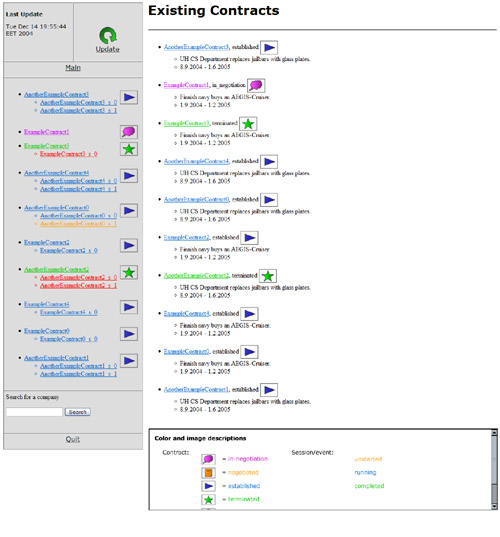 Last Update
Tue Dec 14 19:55:44
EET 2004
Update
Main
AnotherExampleContract3
AnotherExampleContract3_s_0
AnotherExampleContract3_s_1
ExampleContract1
ExampleContract3
ExampleContract3_s_0
AnotherExampleContract4
AnotherExampleContract4_s_0
AnotherExampleContract4_s_1
AnotherExampleContract0
AnotherExampleContract0_s_0
AnotherExampleContract0_s_1
ExampleContract2
ExampleContract2_s_0
AnotherExampleContract2
AnotherExampleContract2_s_0
AnotherExampleContract2_s_1
ExampleContract4
ExampleContract4_s_0
ExampleContract0
ExampleContract0_s_0
AnotherExampleContract1
AnotherExampleContract1_s_0
AnotherExampleContract1_s_1
Search for a company
Search
Quit
Existing Contracts
AnotherExampleContract3, established
UH CS Department replaces jailbars with glass plates.
8.9.2004 - 1.6.2005
ExampleContract1, in_negotiation
Finnish navy buys an AEGIS-Cruiser.
1.9.2004 - 1.2.2005
ExampleContract3, terminated
Finnish navy buys an AEGIS-Cruiser.
1.9.2004 - 1.2.2005
AnotherExampleContract4, established
UH CS Department replaces jailbars with glass plates.
8.9.2004 - 1.6.2005
AnotherExampleContract0, established
UH CS Department replaces jailbars with glass plates.
8.9.2004 - 1.6.2005
ExampleContract2, established
Finnish navy buys an AEGIS-Cruiser.
1.9.2004 - 1.2.2005
AnotherExampleContract2, terminated
UH CS Department replaces jailbars with glass plates.
8.9.2004 - 1.6.2005
ExampleContract4, established
Finnish navy buys an AEGIS-Cruiser.
1.9.2004 - 1.2.2005
ExampleContract0, established
Finnish navy buys an AEGIS-Cruiser.
1.9.2004 - 1.2.2005
AnotherExampleContract1, established
UH CS Department replaces jailbars with glass plates.
8.9.2004 - 1.6.2005
Color and image descriptions
Contract: Session/event:
= in-negotiation unstarted
= negotiated running
= established completed
= terminated